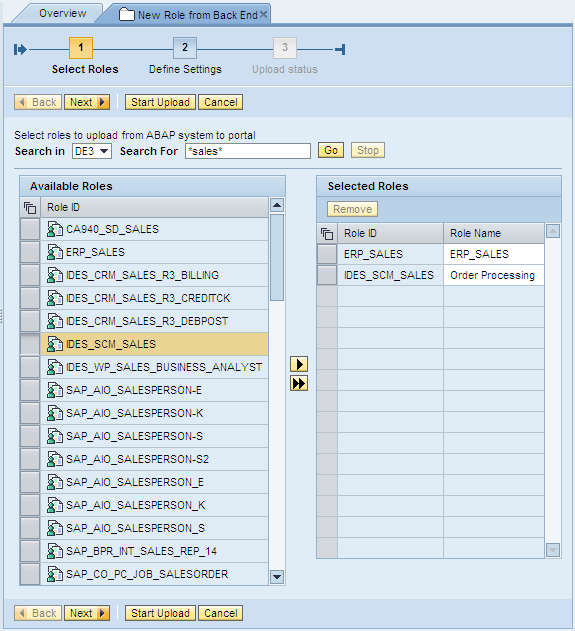 Overview
New Role from Back End
1
2
3
Select Roles
Define Settings
Upload status
Back
Next
Start Upload
Cancel
Select roles to upload from ABAP system to portal
Search in
DE3
Search For
*sales*
Go
Stop
Available Roles
Role ID
CA940_SD_SALES
ERP_SALES
IDES_CRM_SALES_R3_BILLING
IDES_CRM_SALES_R3_CREDITCK
IDES_CRM_SALES_R3_DEBPOST
IDES_SCM_SALES
IDES_WP_SALES_BUSINESS_ANALYST
SAP_AIO_SALESPERSON-E
SAP_AIO_SALESPERSON-K
SAP_AIO_SALESPERSON-S
SAP_AIO_SALESPERSON-S2
SAP_AIO_SALESPERSON_E
SAP_AIO_SALESPERSON_K
SAP_AIO_SALESPERSON_S
SAP_BPR_INT_SALES_REP_14
SAP_CO_PC_JOB_SALESORDER
Selected Roles
Remove
Role ID
Role Name
ERP_SALES
ERP_SALES
IDES_SCM_SALES
Order Processing
Back
Next
Start Upload
Cancel